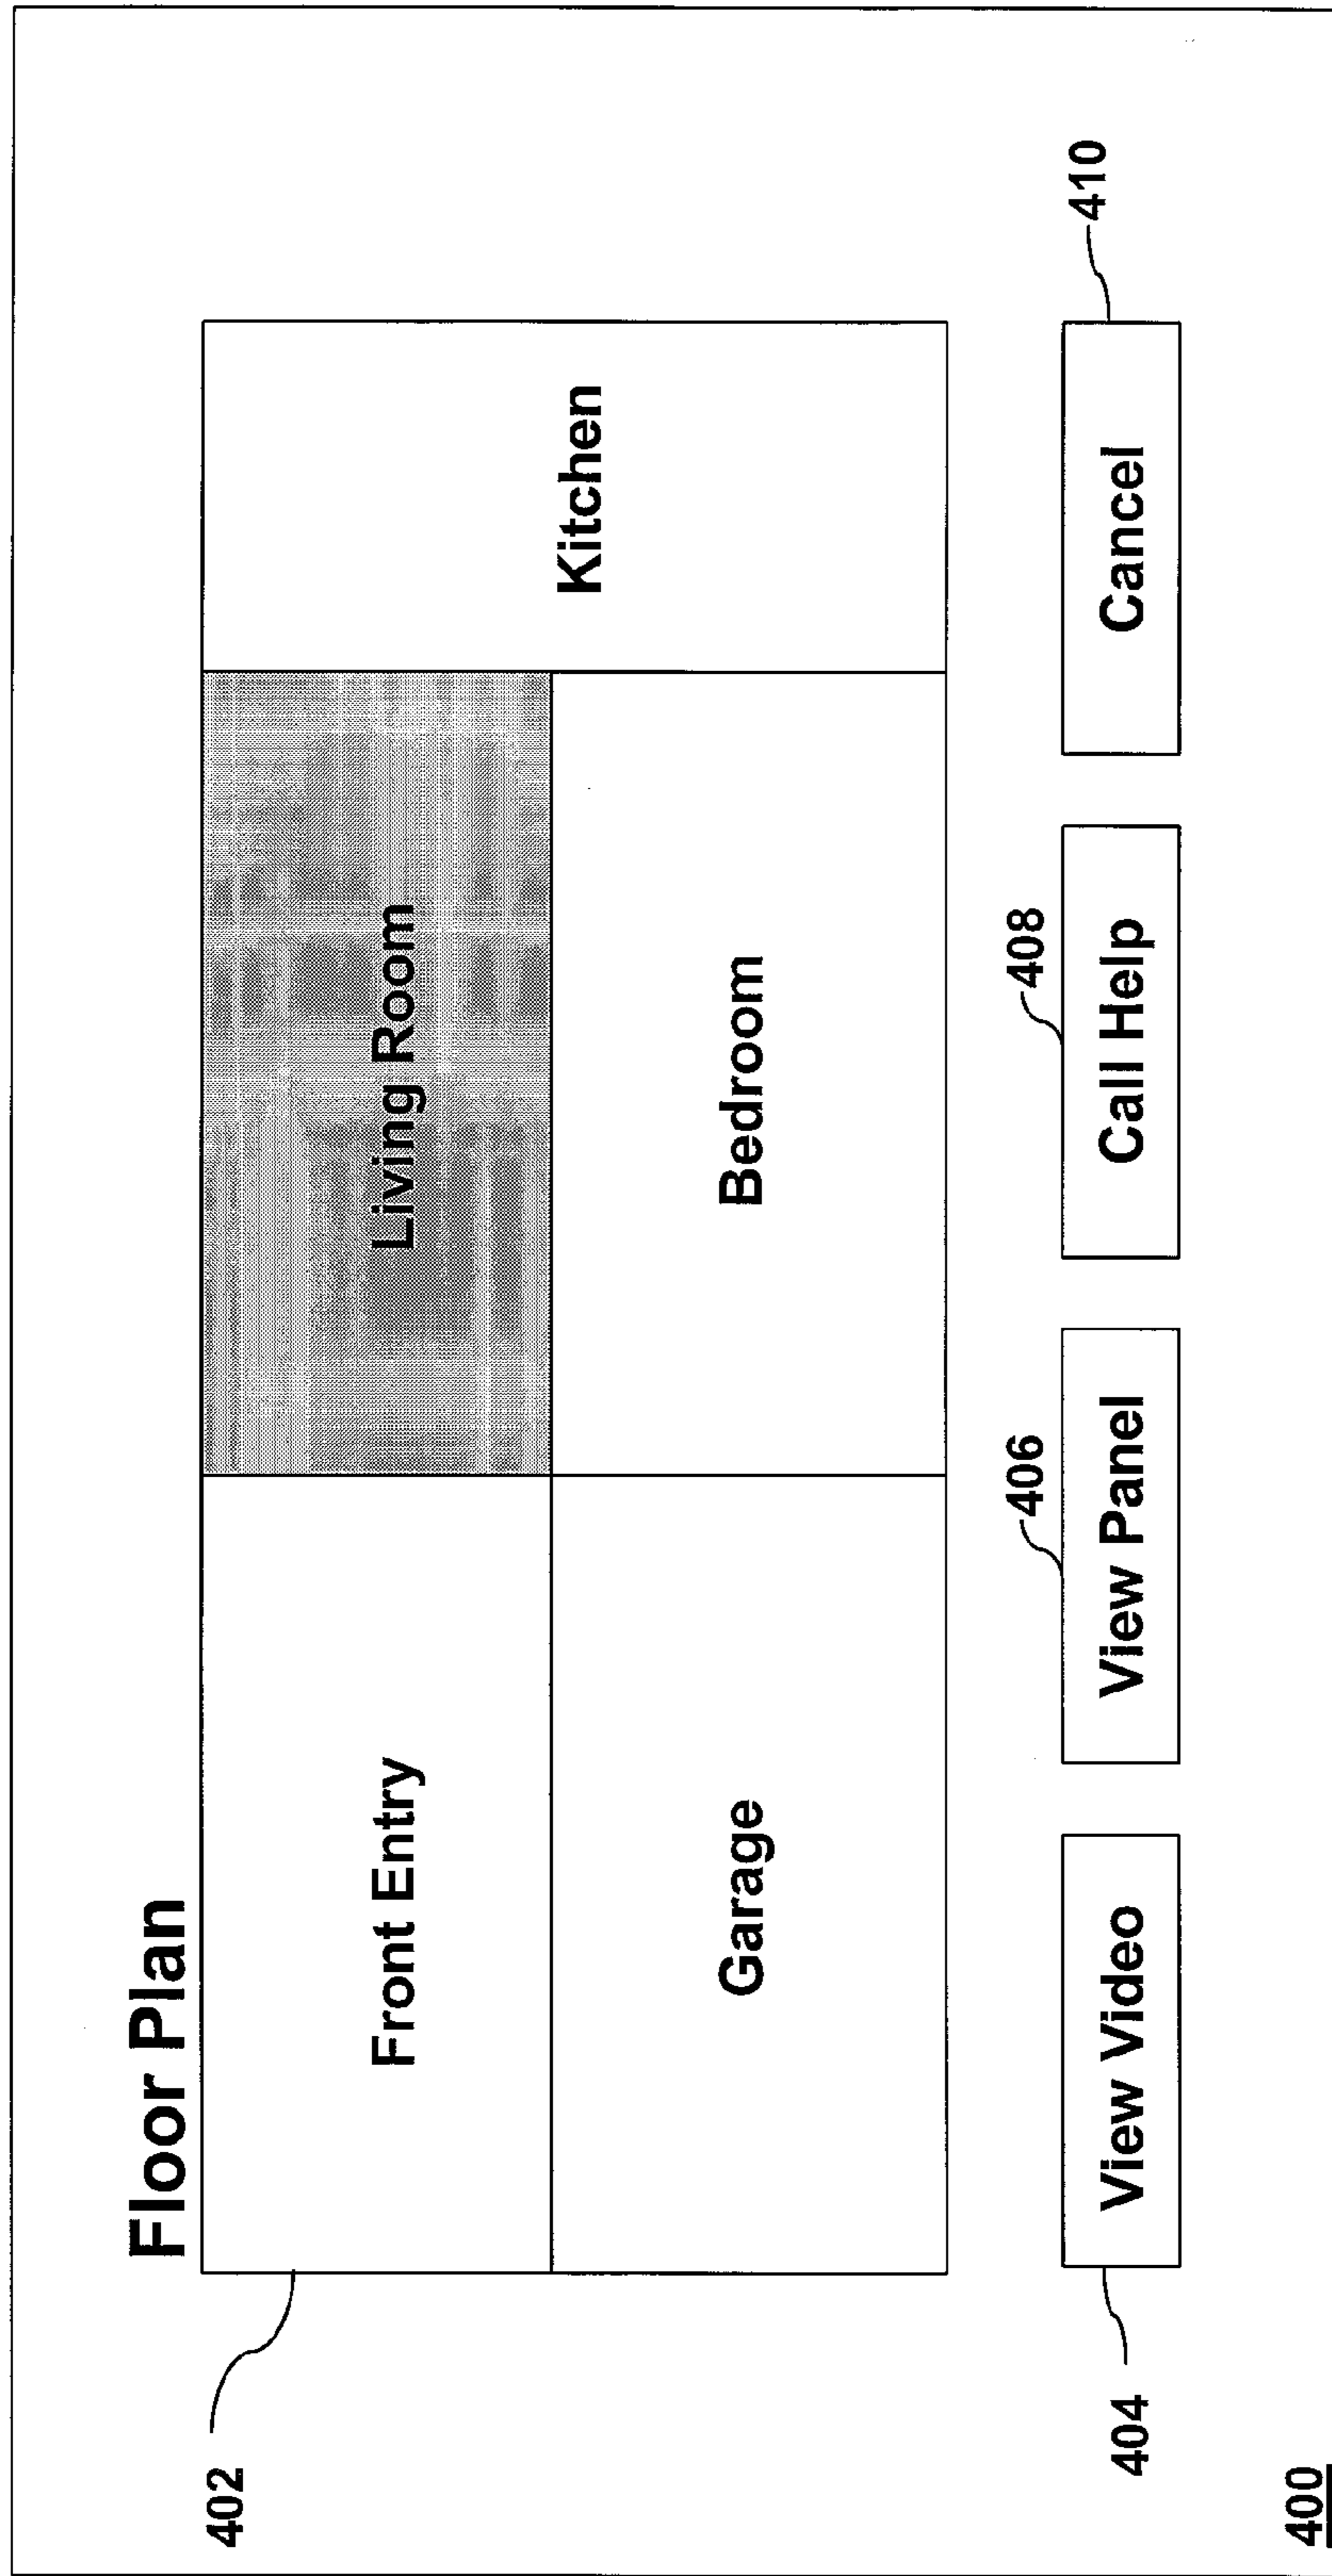 Floor Plan
402
Front Entry
Living Room
Kitchen
Garage
Bedroom
406
408
410
404
View Video
View Panel
Call Help
Cancel
400